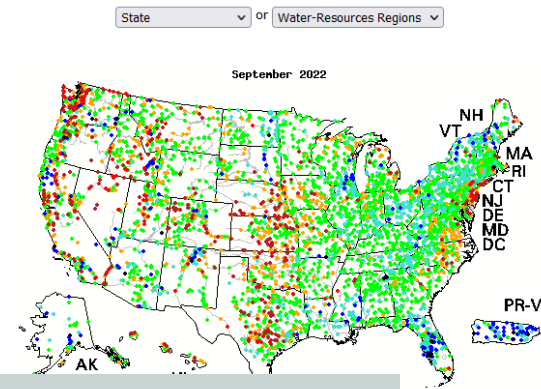 State or Water-Resources Regions
September 2022
NH
VT
MA
RI
CT
NJ
DE
MD
DC
PR-V
AK